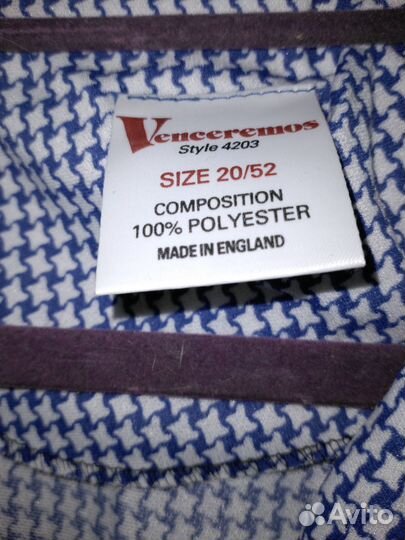 Venceremos
Style 4203
SIZE 20/52
COMPOSITION
100% POLYESTER
MADE IN ENGLAND
Avito